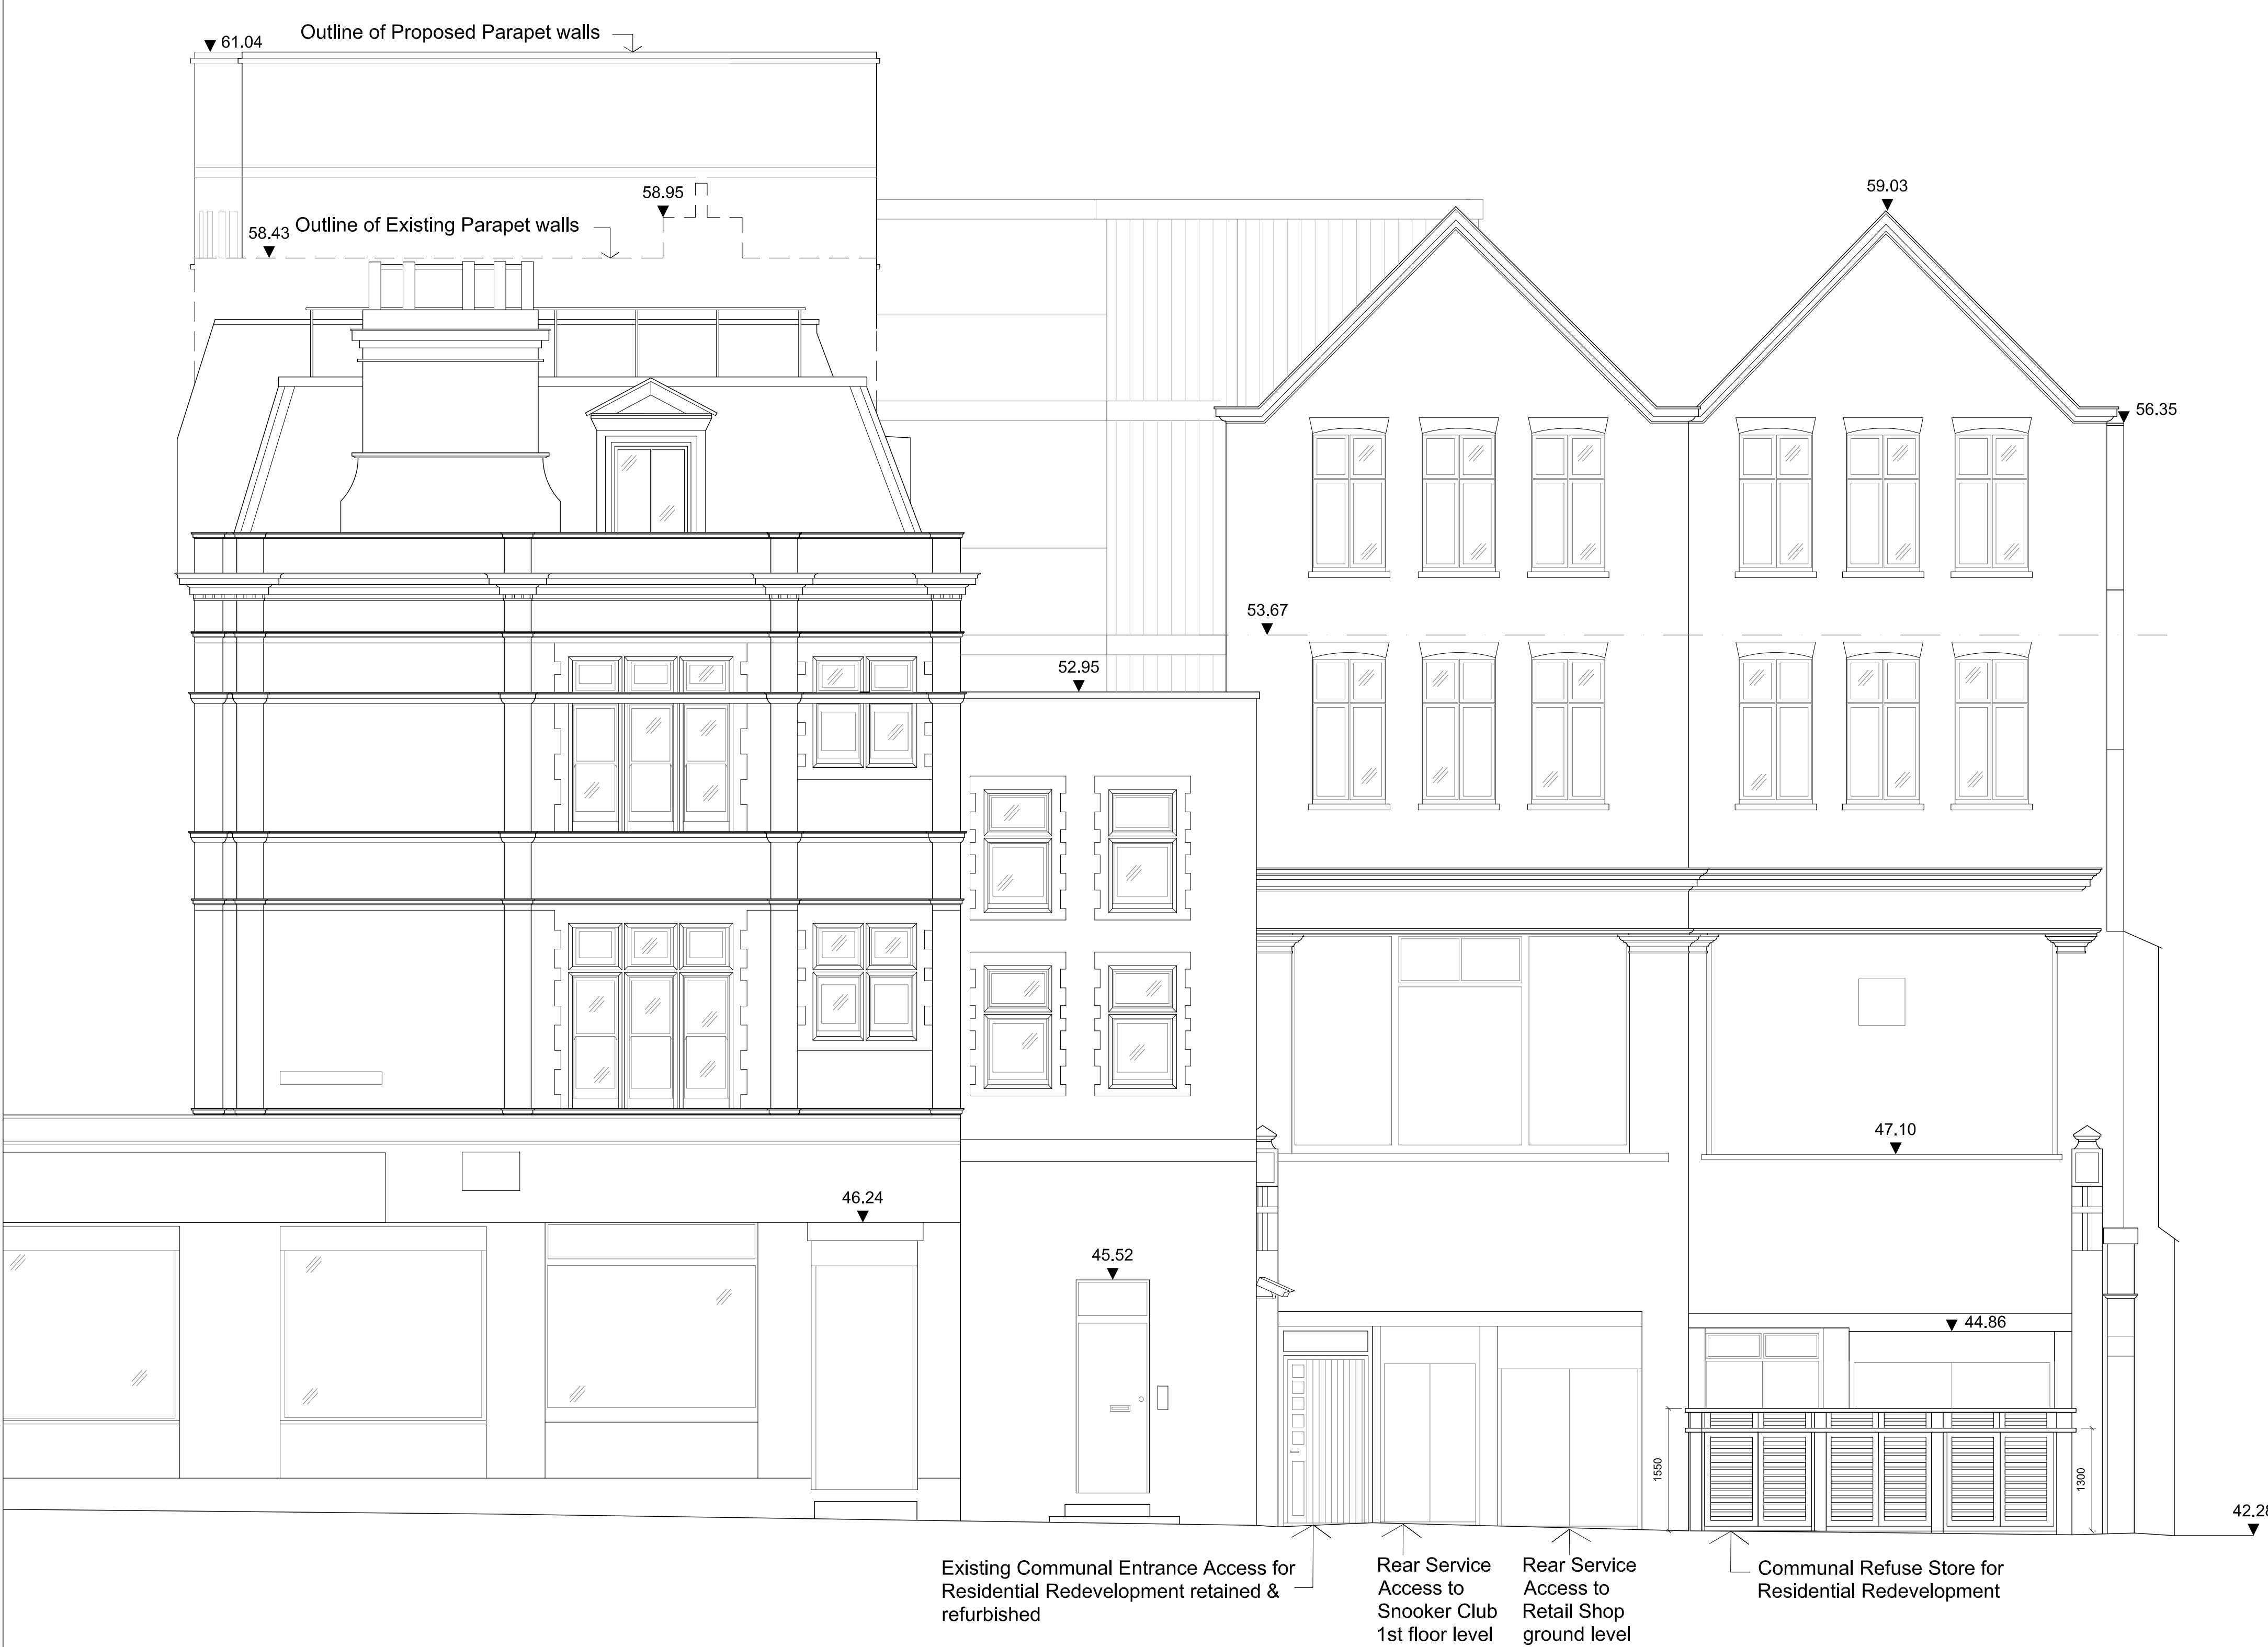 Outline of Proposed Parapet walls
61.04
58.95
59.03
Outline of Existing Parapet walls
58.43
56.35
53.67
52.95
47.10
46.24
45.52
44.86
1550
1300
42.28
Existing Communal Entrance Access for
Residential Redevelopment retained &
refurbished
Rear Service
Access to
Snooker Club
1st floor level
Rear Service
Access to
Retail Shop
ground level
Communal Refuse Store for
Residential Redevelopment